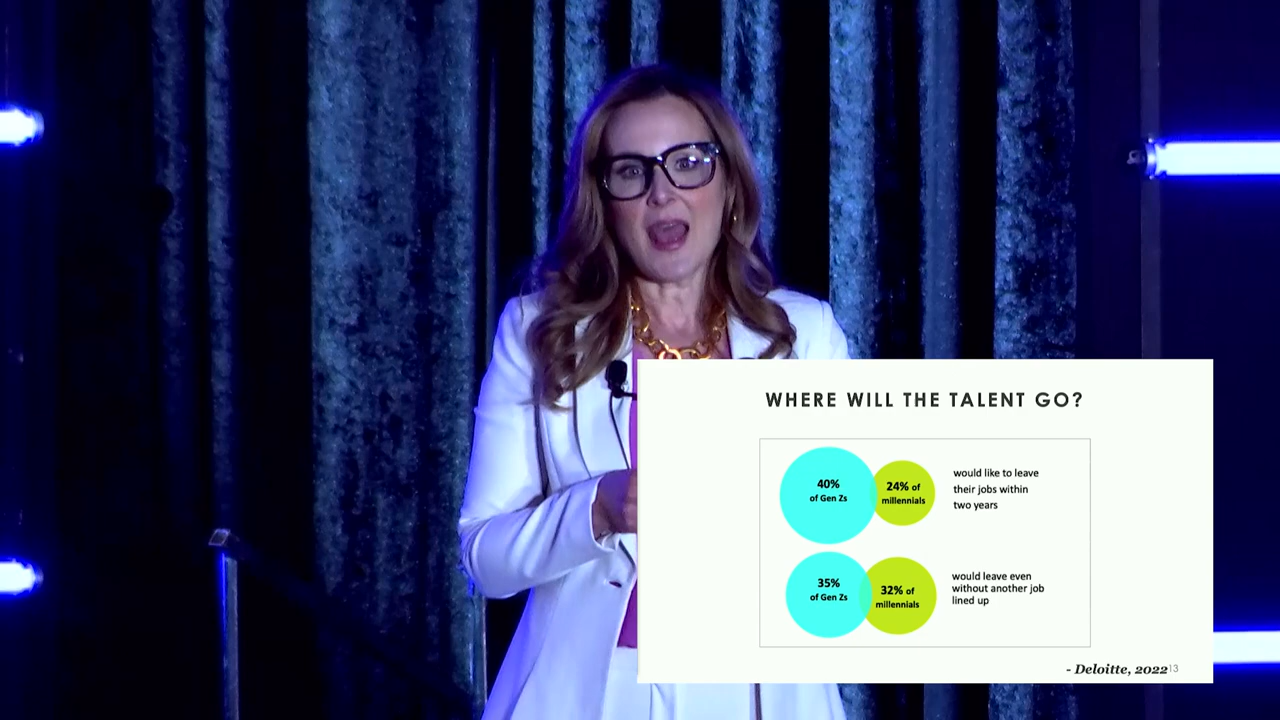 WHERE WILL THE TALENT GO?
40%
of Gen Zs
24% of
millennials
would like to leave
their jobs within
two years
35%
of Gen Zs
32% of
millennials
would leave even
without another job
lined up
- Deloitte, 2022
13